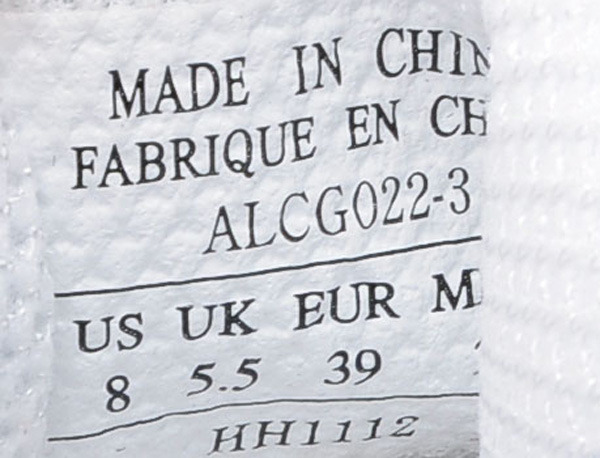 MADE IN CHIN
FABRIQUE EN CH
ALCG022-3
US UK EUR M
8 5.5 39
HH1112